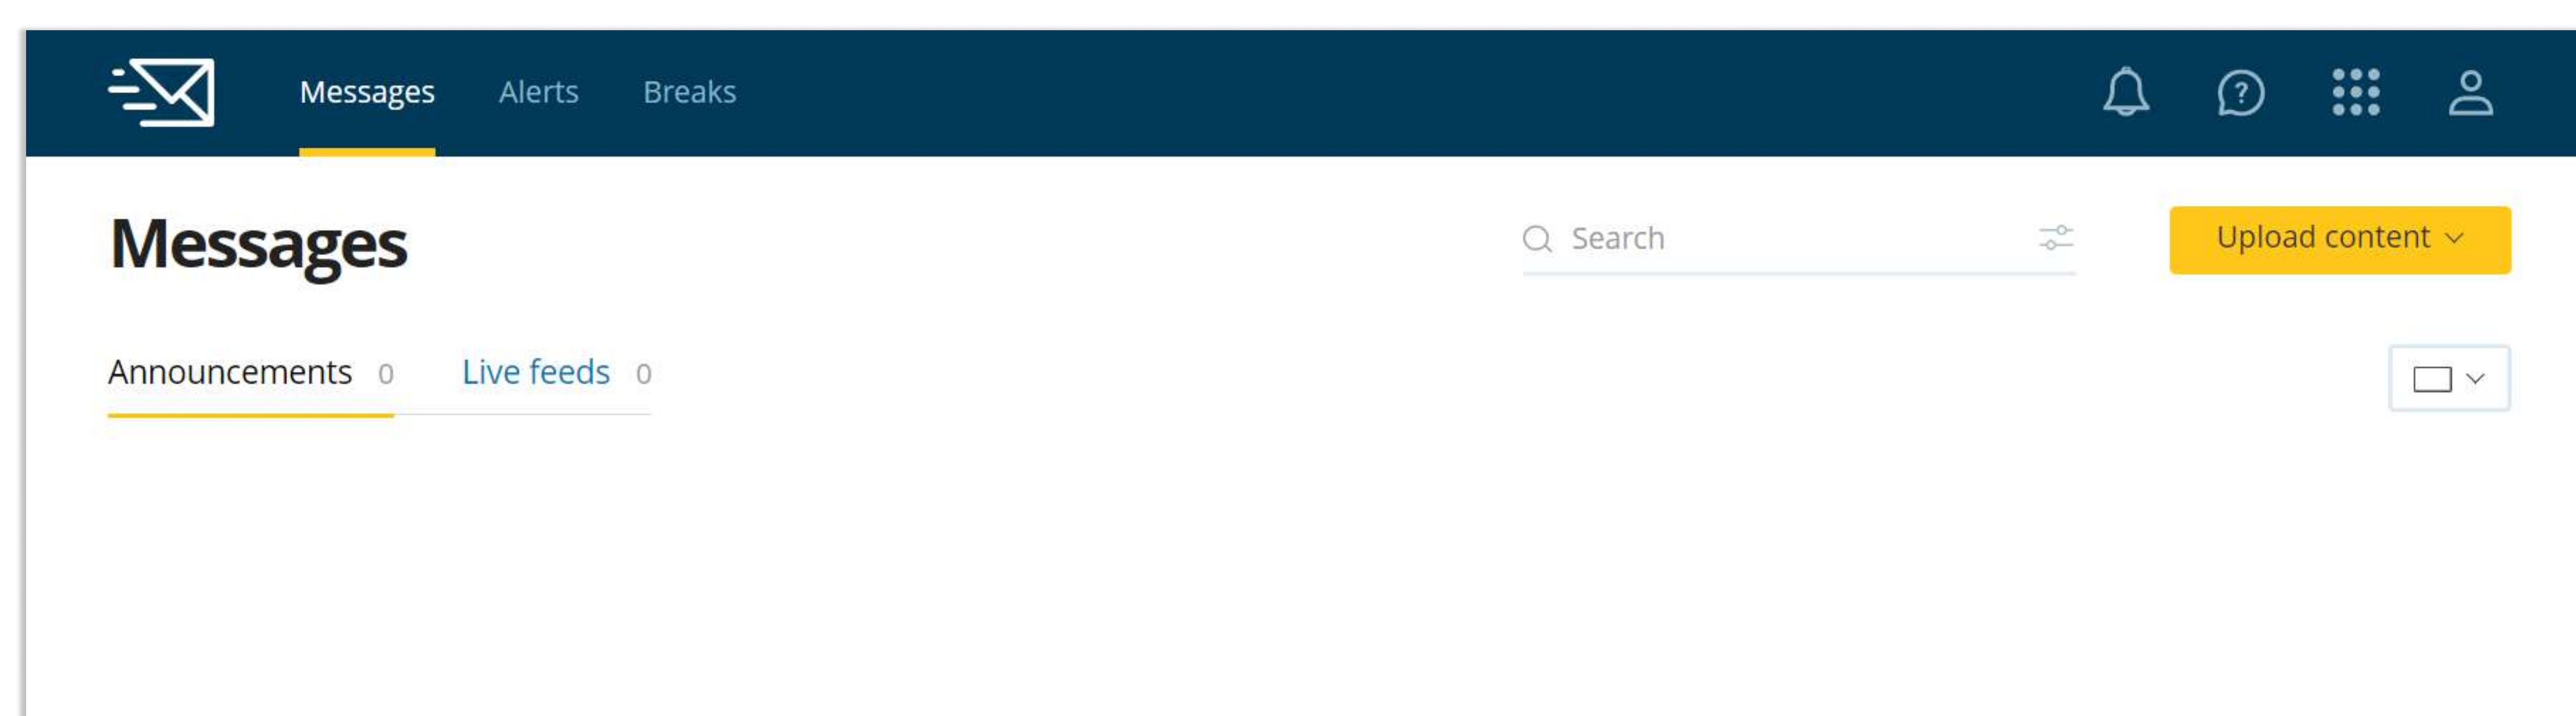 Messages Alerts Breaks
Messages
Search
Upload content
Announcements 0 Live feeds 0